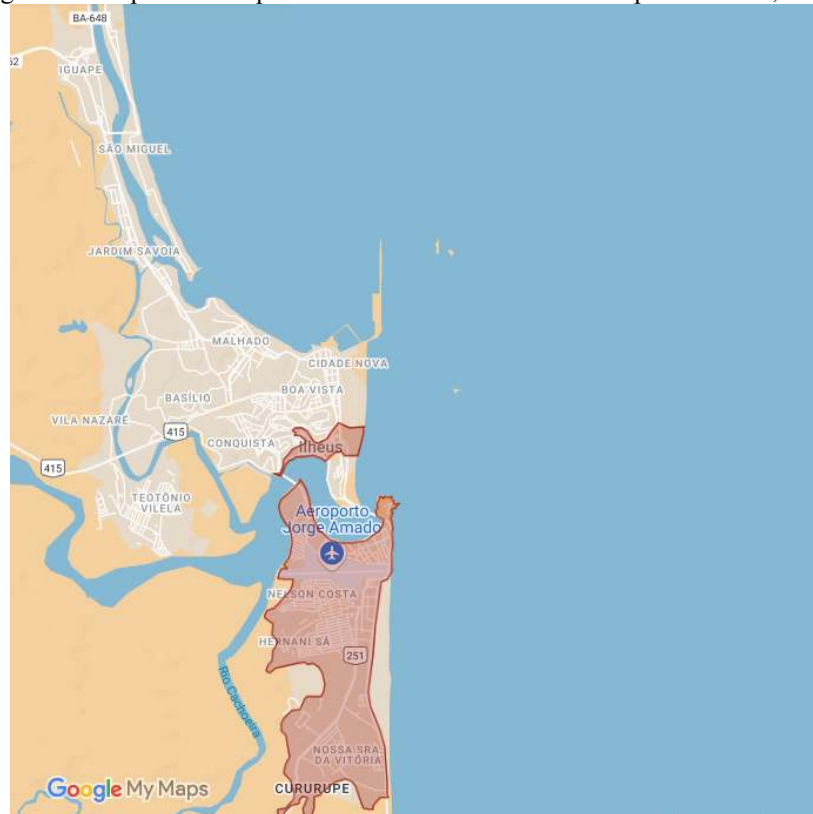 BA-648
IGUAPE
SÃO MIGUEL
JARDIM SAVOIA
MALHADO
CIDADE NOVA
BOA VISTA
BASÍLIO
VILA NAZARÉ
415
CONQUISTA
Ilhéus
415
TEOTÔNIO
VILELA
Aeroporto
Jorge Amado
NELSON COSTA
HERNANI SÁ
251
Rio Cachoeira
NOSSA SRA.
DA VITÓRIA
Google My Maps
CURURUPE